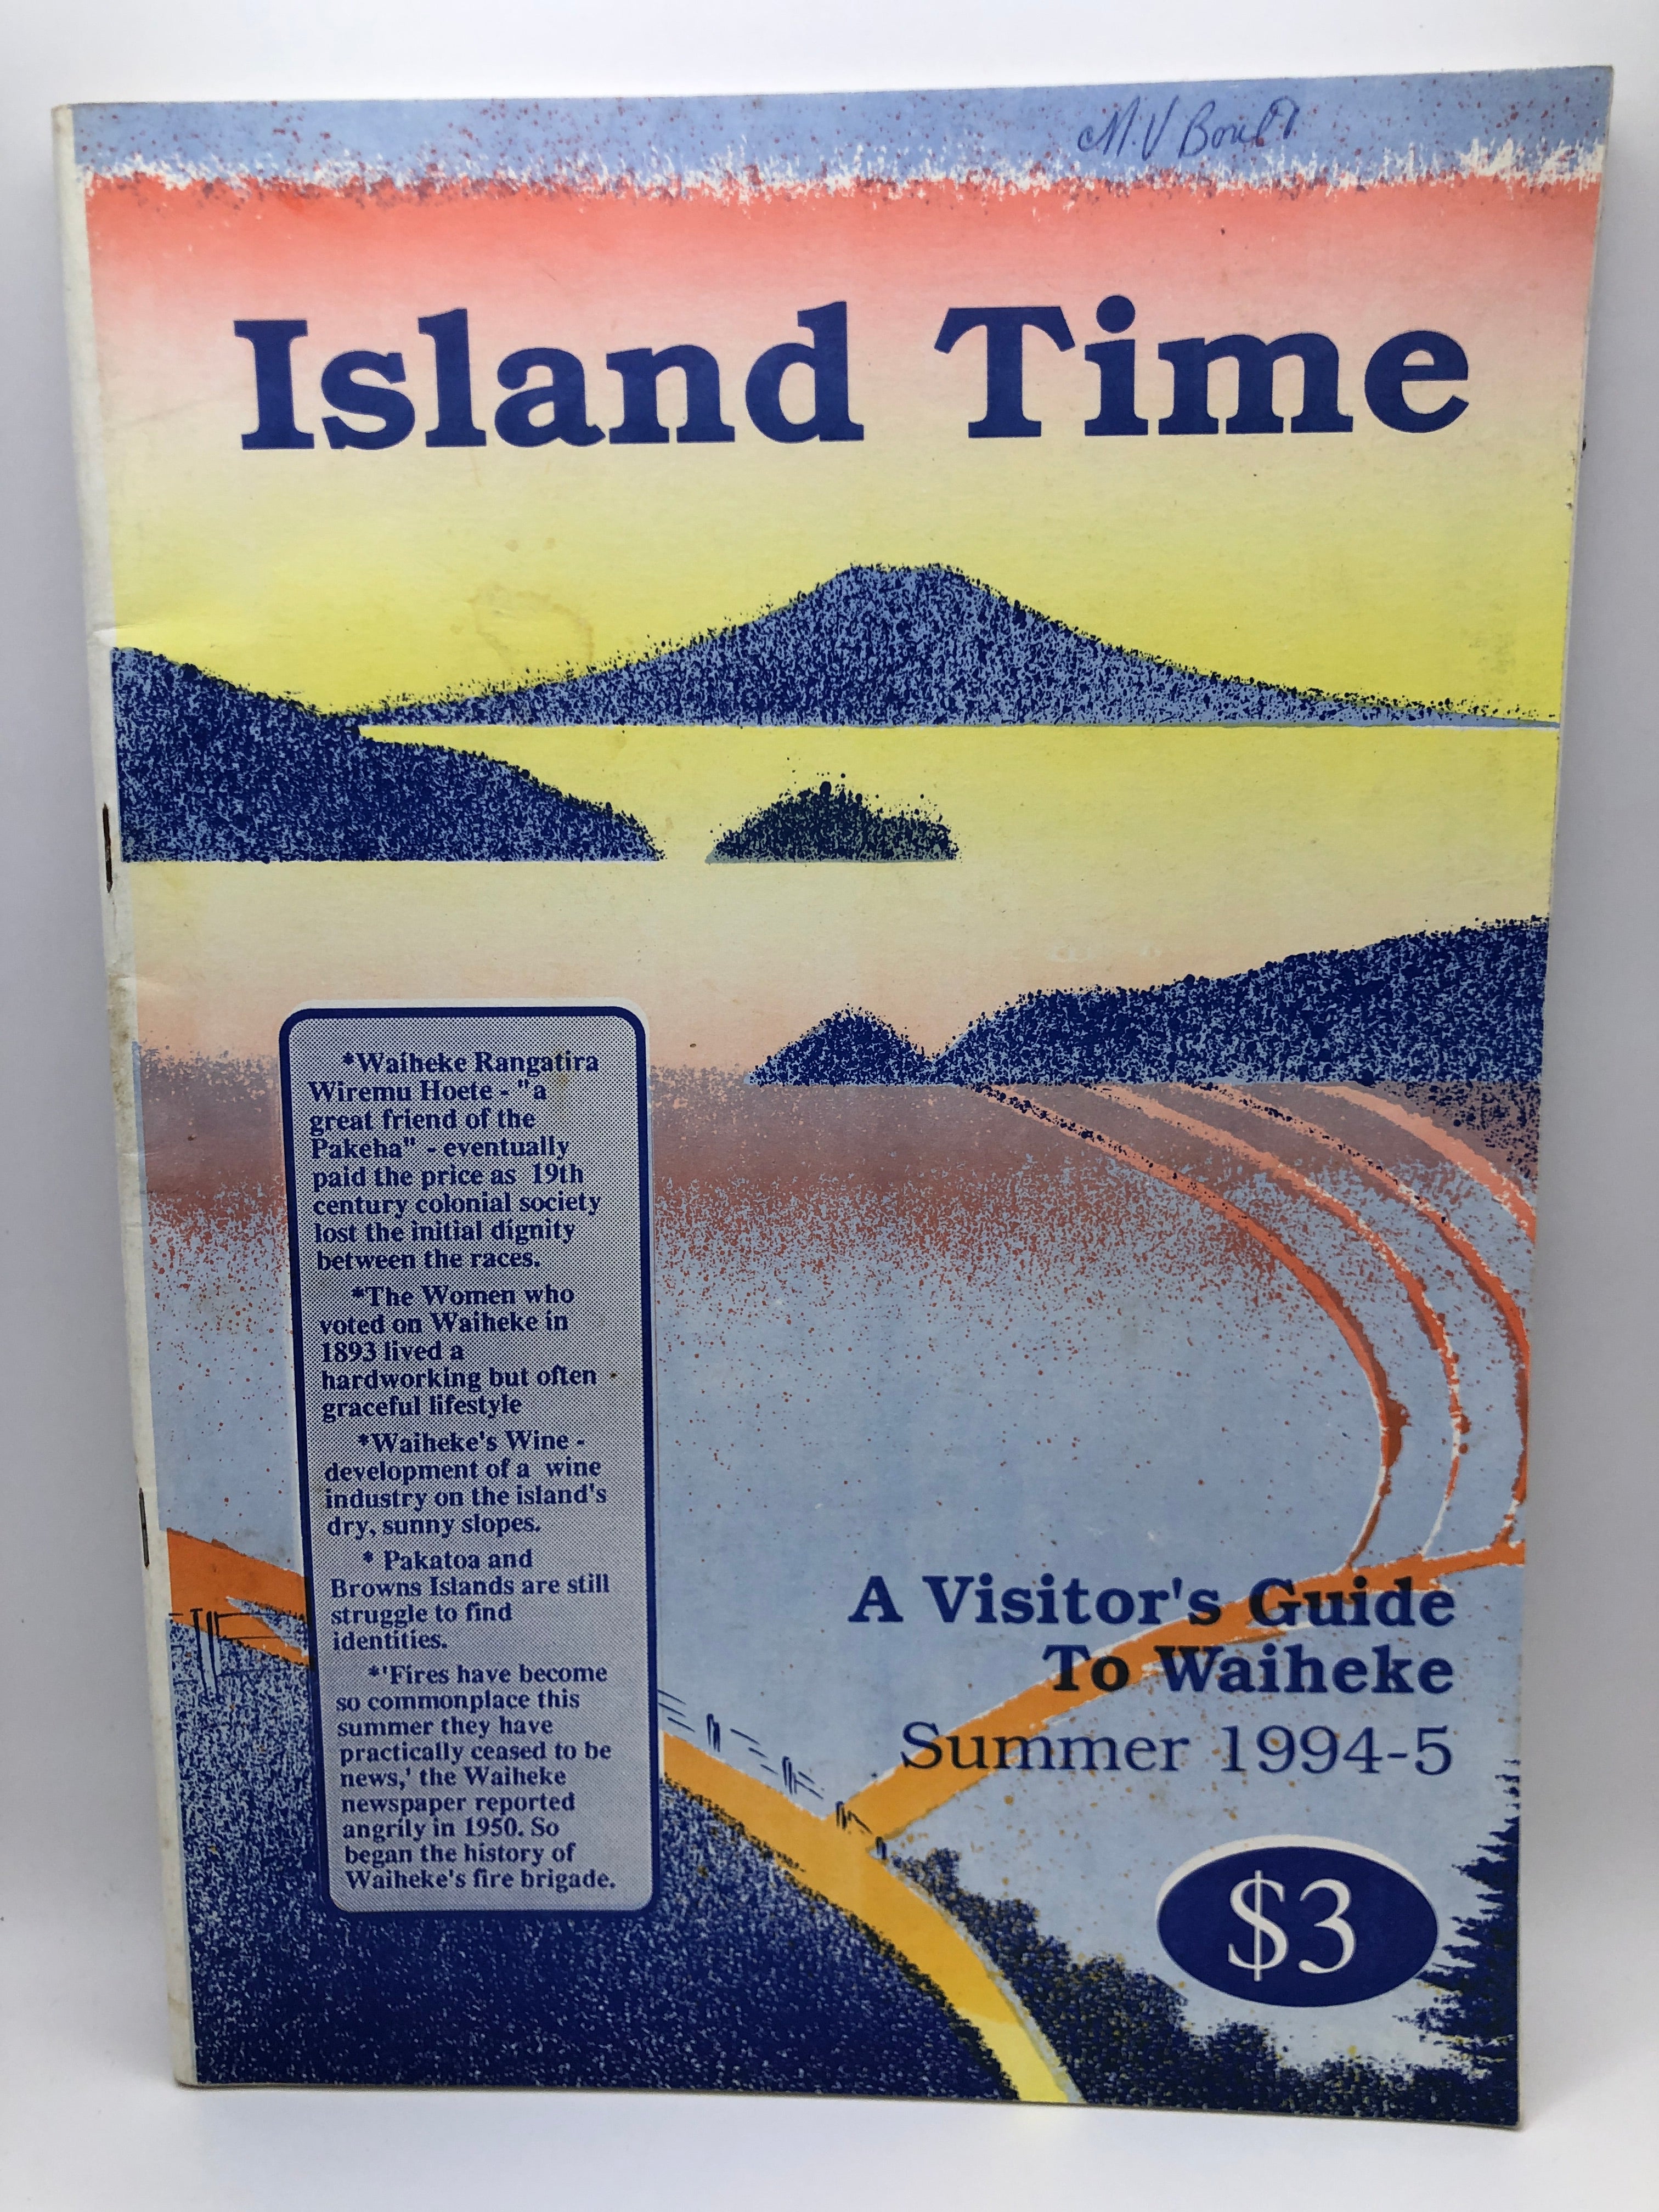 M.V Boult
Island Time
*Waiheke Rangatira
Wiremu Hoete - "a
great friend of the
Pakeha" - eventually
paid the price as 19th
century colonial society
lost the initial dignity
between the races.
*The Women who
voted on Waiheke in
1893 lived a
hardworking but often
graceful lifestyle
*Waiheke's Wine -
development of a wine
industry on the island's
dry, sunny slopes.
* Pakatoa and
Browns Islands are still
struggle to find
identities.
*'Fires have become
so commonplace this
summer they have
practically ceased to be
news,' the Waiheke
newspaper reported
angrily in 1950. So
began the history of
Waiheke's fire brigade.
A Visitor's Guide
To Waiheke
Summer 1994-5
$3